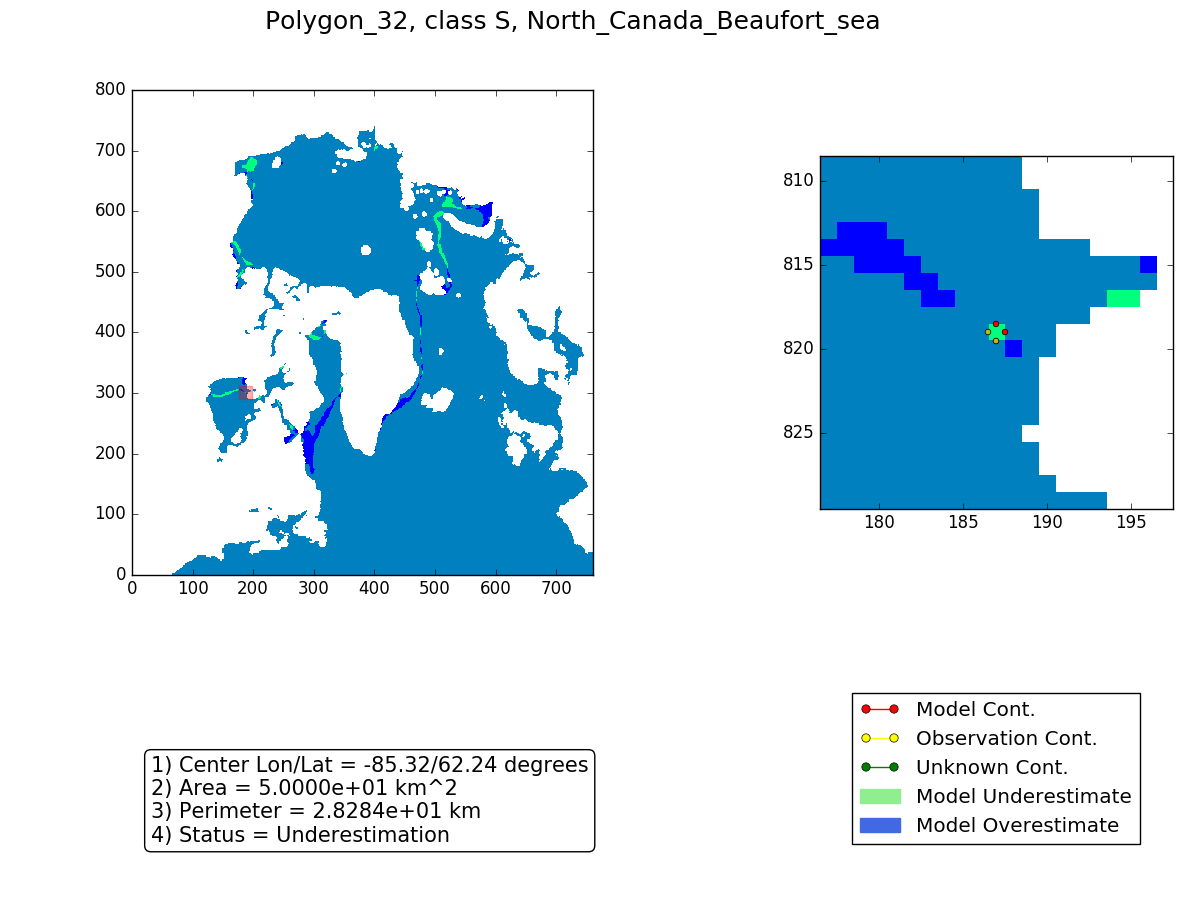 Polygon_32, class S, North_Canada_Beaufort_sea
800
700
600
500
400
300
200
100
0
0 100 200 300 400 500 600 700
810
815
820
825
180 185 190 195
1) Center Lon/Lat = -85.32/62.24 degrees
2) Area = 5.0000e+01 km^2
3) Perimeter = 2.8284e+01 km
4) Status = Underestimation
Model Cont.
Observation Cont.
Unknown Cont.
Model Underestimate
Model Overestimate